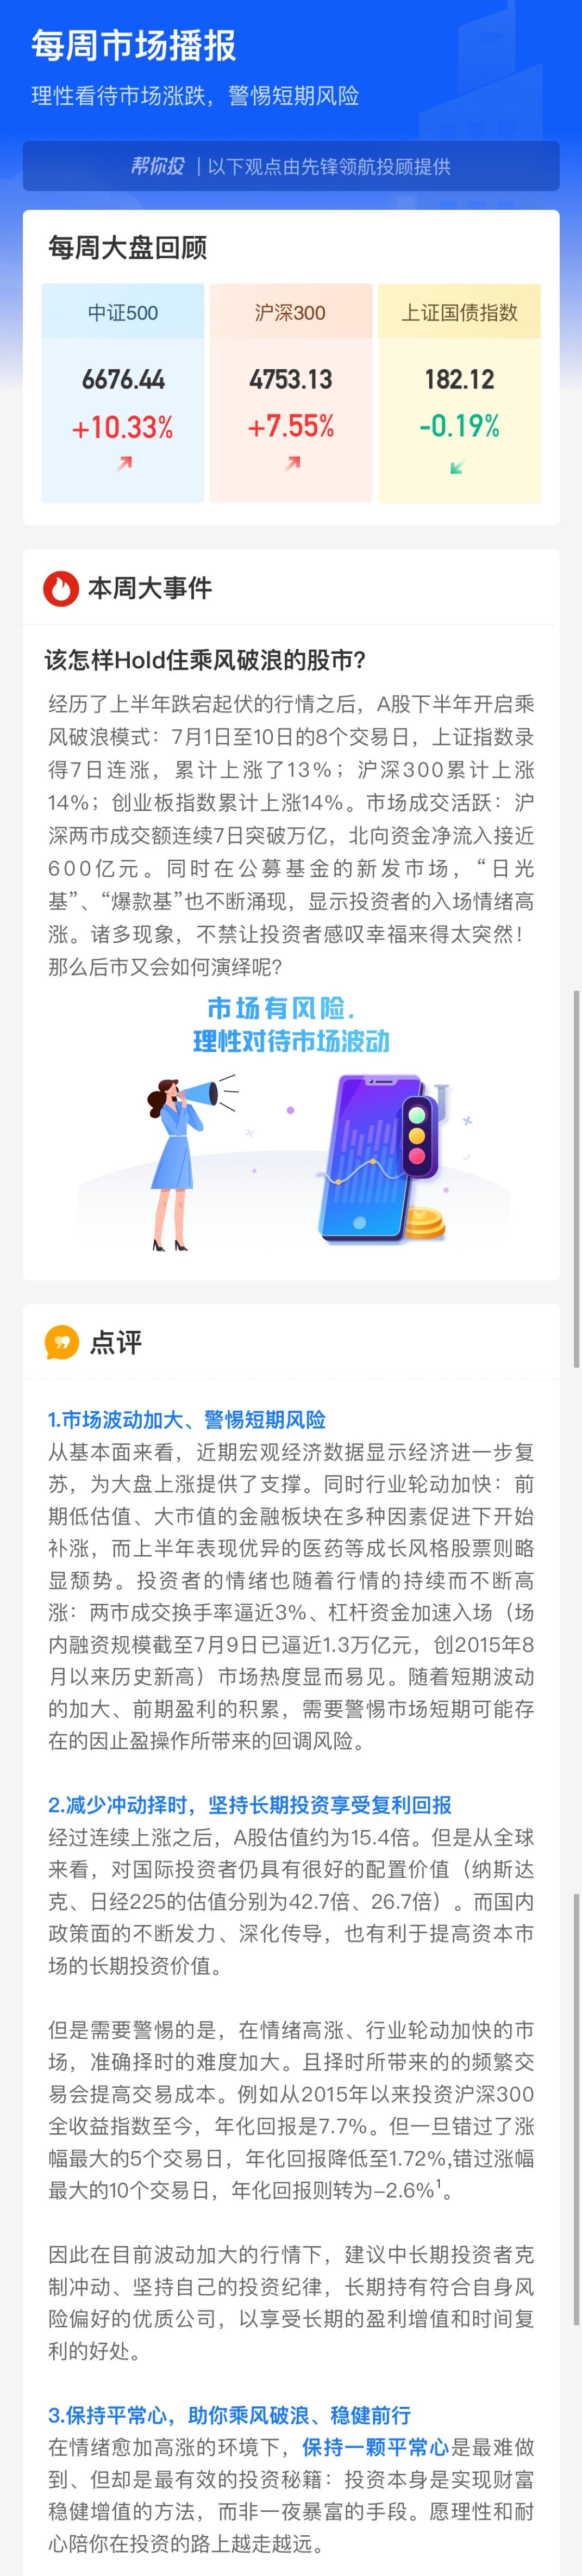 每周市场播报
理性看待市场涨跌，警惕短期风险
帮你投 | 以下观点由先锋领航投顾提供
每周大盘回顾
中证500 沪深300 上证国债指数
6676.44 4753.13 182.12
+10.33% +7.55% -0.19%
本周大事件
该怎样Hold住乘风破浪的股市?
经历了上半年跌宕起伏的行情之后，A股下半年开启乘
风破浪模式：7月1日至10日的8个交易日，上证指数录
得7日连涨，累计上涨了13%；沪深300累计上涨
14%；创业板指数累计上涨14%。市场成交活跃：沪
深两市成交额连续7日突破万亿，北向资金净流入接近
600亿元。同时在公募基金的新发市场，“日光
基”、“爆款基”也不断涌现，显示投资者的入场情绪高
涨。诸多现象，不禁让投资者感叹幸福来得太突然！
那么后市又会如何演绎呢?
市场有风险.
理性对待市场波动
点评
1.市场波动加大、警惕短期风险
从基本面来看，近期宏观经济数据显示经济进一步复
苏，为大盘上涨提供了支撑。同时行业轮动加快：前
期低估值、大市值的金融板块在多种因素促进下开始
补涨，而上半年表现优异的医药等成长风格股票则略
显颓势。投资者的情绪也随着行情的持续而不断高
涨：两市成交换手率逼近3%、杠杆资金加速入场（场
内融资规模截至7月9日已逼近1.3万亿元，创2015年8
月以来历史新高）市场热度显而易见。随着短期波动
的加大、前期盈利的积累，需要警惕市场短期可能存
在的因止盈操作所带来的回调风险。
2.减少冲动择时，坚持长期投资享受复利回报
经过连续上涨之后，A股估值约为15.4倍。但是从全球
来看，对国际投资者仍具有很好的配置价值（纳斯达
克、日经225的估值分别为42.7倍、26.7倍）。而国内
政策面的不断发力、深化传导，也有利于提高资本市
场的长期投资价值。
但是需要警惕的是，在情绪高涨、行业轮动加快的市
场，准确择时的难度加大。且择时所带来的的频繁交
易会提高交易成本。例如从2015年以来投资沪深300
全收益指数至今，年化回报是7.7%。但一旦错过了涨
幅最大的5个交易日，年化回报降低至1.72%,错过涨幅
最大的10个交易日，年化回报则转为–2.6%¹。
因此在目前波动加大的行情下，建议中长期投资者克
制冲动、坚持自己的投资纪律，长期持有符合自身风
险偏好的优质公司，以享受长期的盈利增值和时间复
利的好处。
3.保持平常心，助你乘风破浪、稳健前行
在情绪愈加高涨的环境下，保持一颗平常心是最难做
到、但却是最有效的投资秘籍：投资本身是实现财富
稳健增值的方法，而非一夜暴富的手段。愿理性和耐
心陪你在投资的路上越走越远。